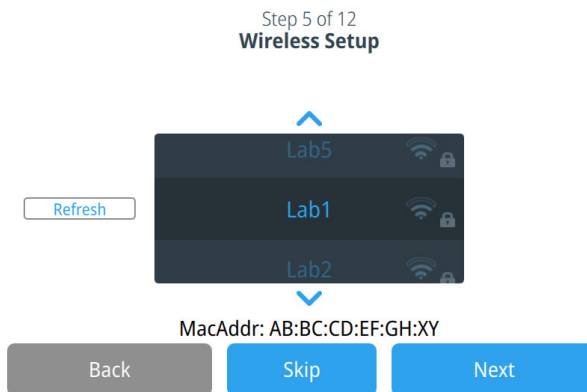 Step 5 of 12
Wireless Setup
Lab5
Refresh
Lab1
Lab2
MacAddr: AB:BC:CD:EF:GH:XY
Back
Skip
Next